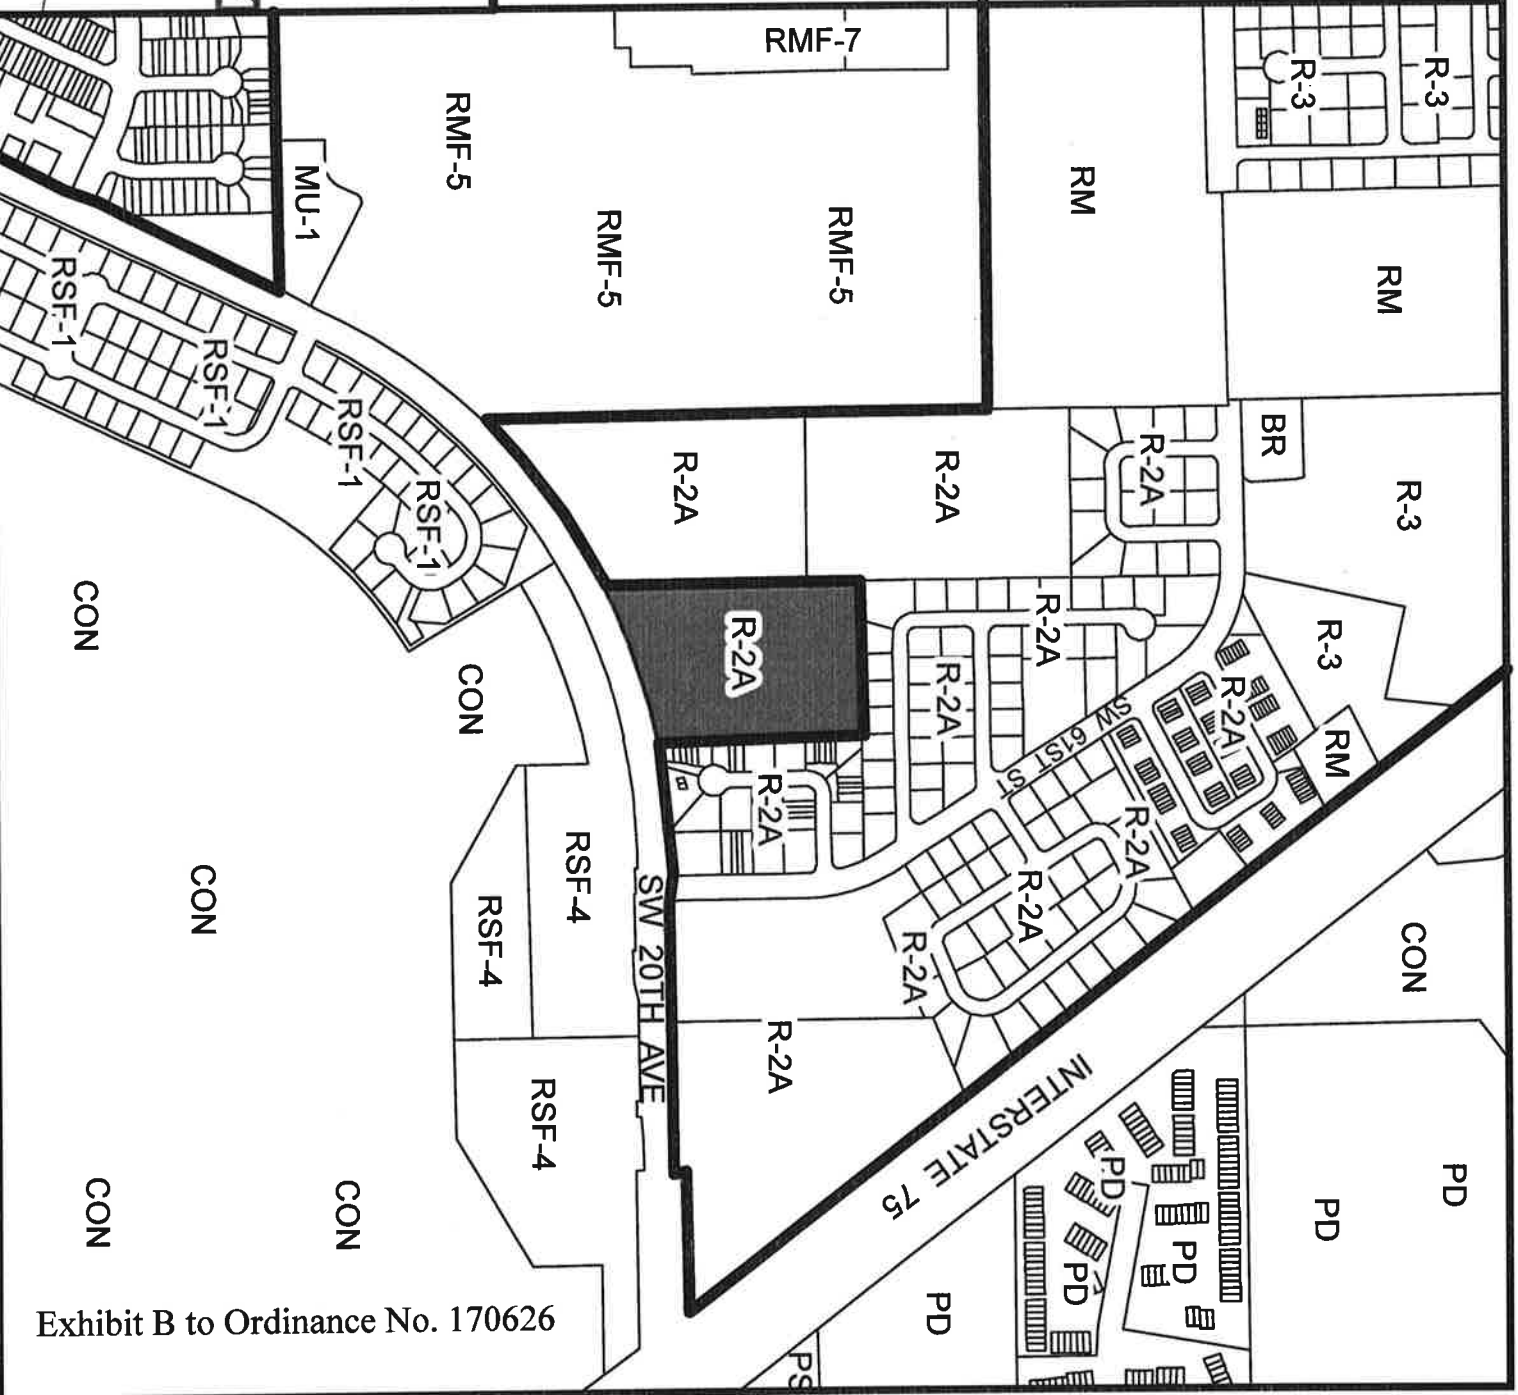 RMF-7
R-3
R-3
RMF-5
RM
MU-1
RMF-5
RMF-5
RM
RSF-1
RSF-1
RSF-1
RSF-1
BR
R-2A
R-2A
R-2A
R-3
CON
R-2A
R-2A
R-3
CON
R-2A
R-2A
RM
SW 61ST ST
R-2A
R-2A
CON
RSF-4
RSF-4
R-2A
R-2A
CON
SW 20TH AVE
R-2A
INTERSTATE 75
RSF-4
PD
PD
PD
CON
CON
PD
PD
PD
PS
Exhibit B to Ordinance No. 170626